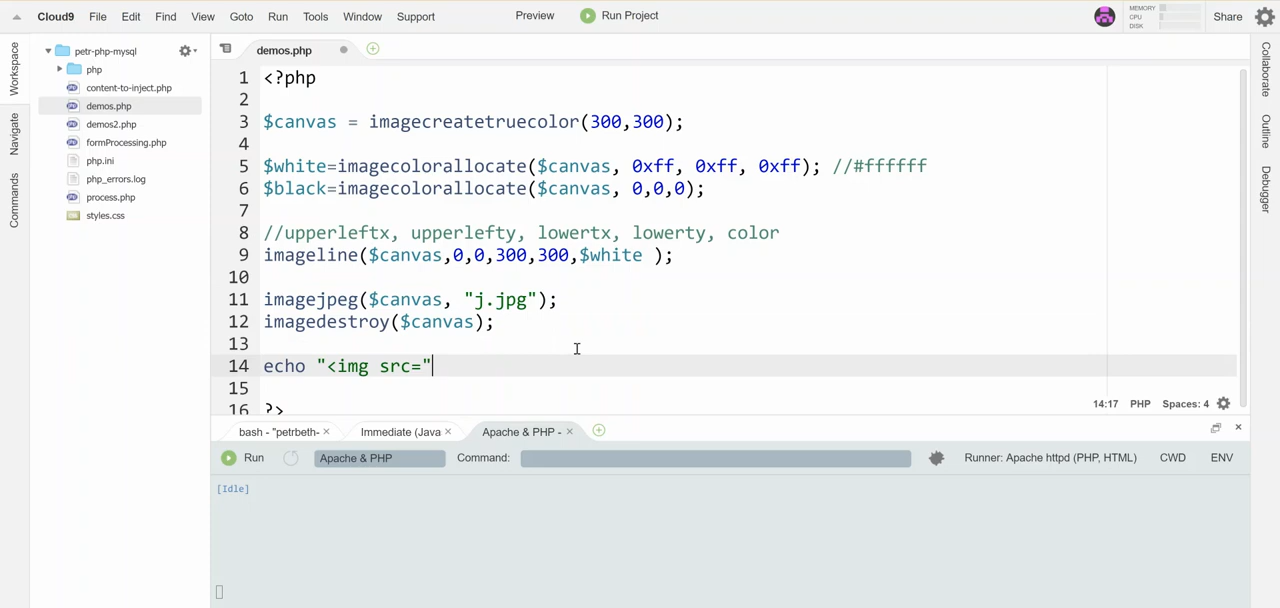 Cloud9 File Edit Find View Goto Run Tools Window Support Preview Run Project MEMORY CPU DISK Share
Workspace
Navigate
Commands
petr-php-mysql
php
content-to-inject.php
demos.php
demos2.php
formProcessing.php
php.ini
php_errors.log
process.php
styles.css
demos.php
1 <?php
2
3 $canvas = imagecreatetruecolor(300,300);
4
5 $white=imagecolorallocate($canvas, 0xff, 0xff, 0xff); //#ffffff
6 $black=imagecolorallocate($canvas, 0,0,0);
7
8 //upperleftx, upperlefty, lowertx, lowerty, color
9 imageline($canvas,0,0,300,300,$white );
10
11 imagejpeg($canvas, "j.jpg");
12 imagedestroy($canvas);
13
14 echo "<img src="
15
16 ?>
14:17 PHP Spaces: 4
bash - "petrbeth- × Immediate (Java × Apache & PHP - ×
Run Apache & PHP Command: Runner: Apache httpd (PHP, HTML) CWD ENV
[Idle]
Collaborate
Outline
Debugger